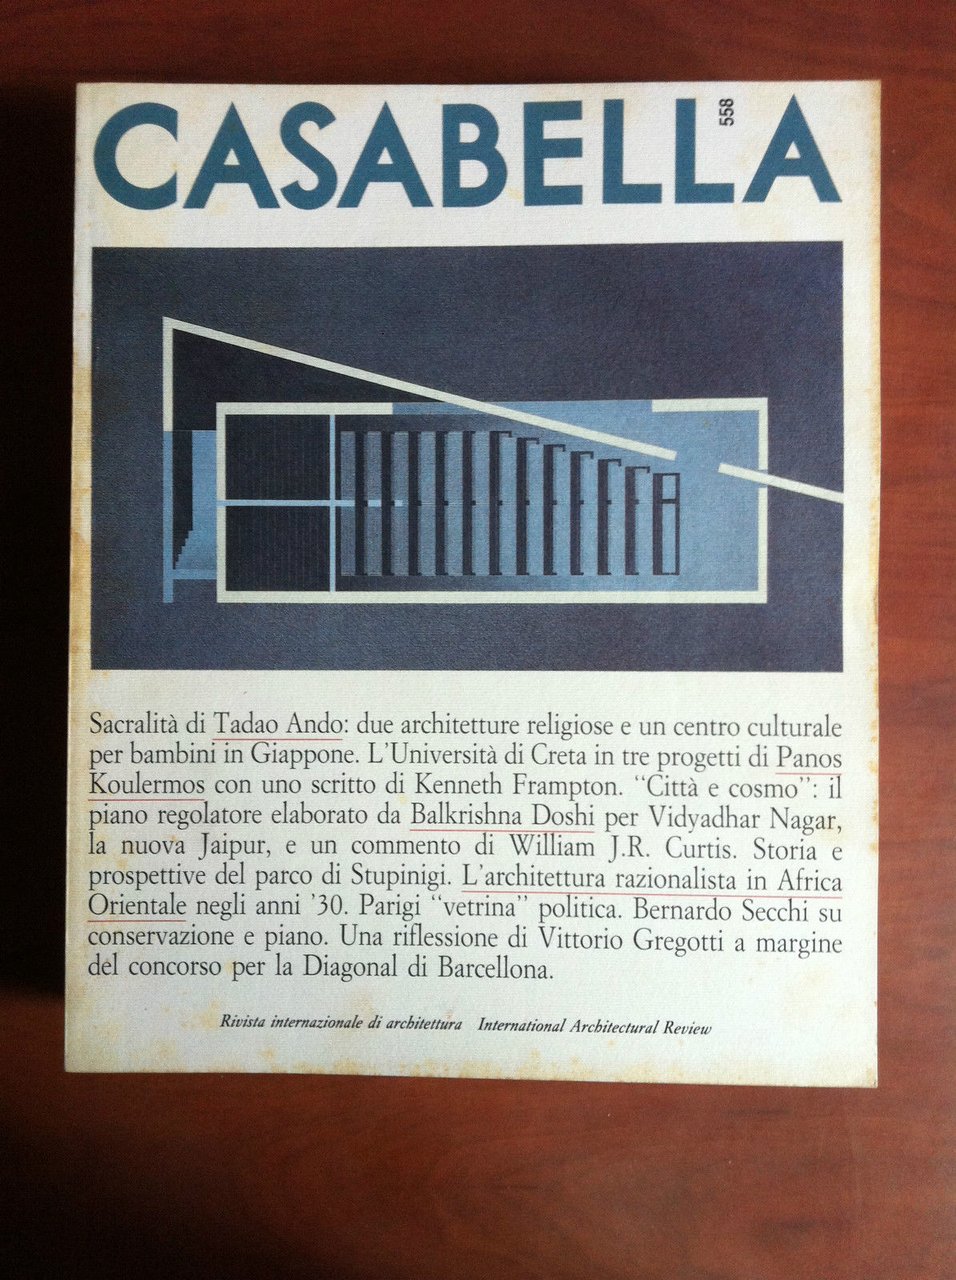 CASABELLA
558
Sacralità di Tadao Ando: due architetture religiose e un centro culturale
per bambini in Giappone. L'Università di Creta in tre progetti di Panos
Koulermos con uno scritto di Kenneth Frampton. “Città e cosmo”: il
piano regolatore elaborato da Balkrishna Doshi per Vidyadhar Nagar,
la nuova Jaipur, e un commento di William J.R. Curtis. Storia e
prospettive del parco di Stupinigi. L'architettura razionalista in Africa
Orientale negli anni '30. Parigi “vetrina” politica. Bernardo Secchi su
conservazione e piano. Una riflessione di Vittorio Gregotti a margine
del concorso per la Diagonal di Barcellona.
Rivista internazionale di architettura International Architectural Review